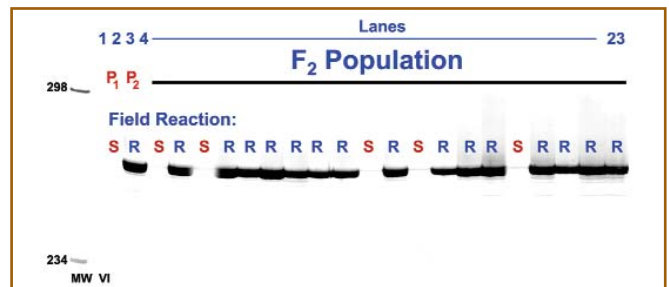 Lanes
1 2 3 4 23
F₂ Population
P₁ P₂
298
Field Reaction:
S R S R S R R R R R R S R S R R R S R R R R
234
MW VI